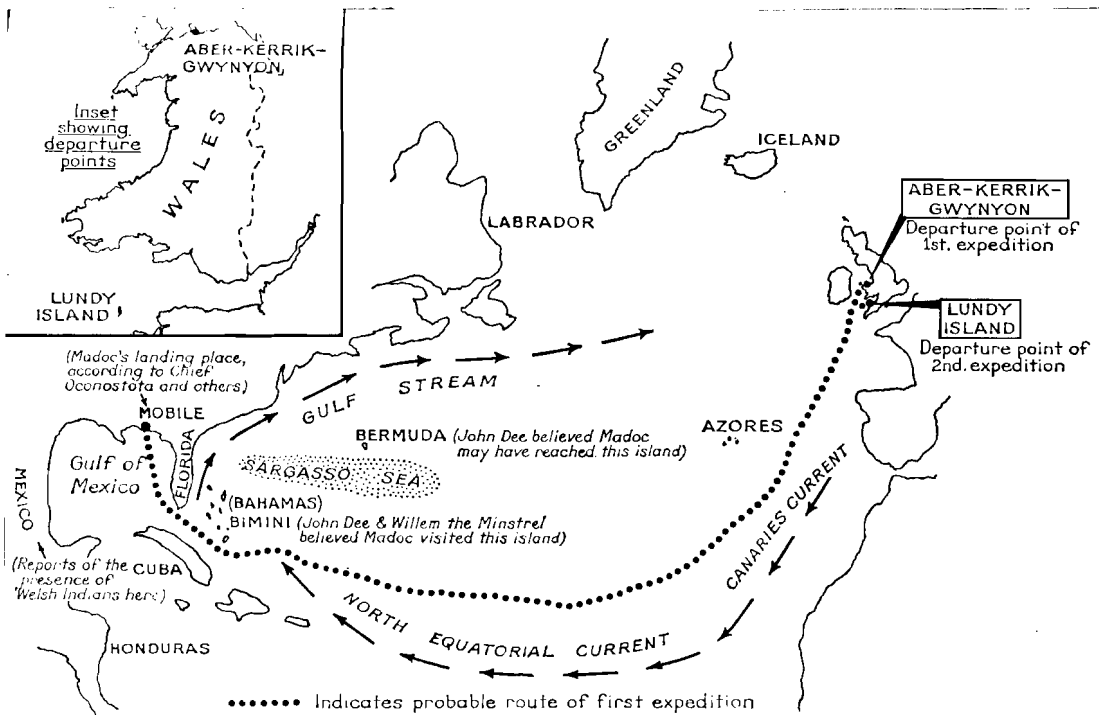 ABER-KERRIK-
GWYNYON
Inset
showing
departure
points
WALES
LUNDY
ISLAND
GREENLAND
ICELAND
LABRADOR
ABER-KERRIK-
GWYNYON
Departure point of
1st. expedition
LUNDY
ISLAND
Departure point of
2nd. expedition
(Madoc's landing place,
according to Chief
Oconostota and others)
MOBILE
GULF STREAM
BERMUDA (John Dee believed Madoc
may have reached this island)
AZORES
Gulf of
Mexico
FLORIDA
SARGASSO SEA
(BAHAMAS)
BIMINI (John Dee & Willem the Minstrel
believed Madoc visited this island)
MEXICO
(Reports of the
presence of
'Welsh Indians here)
CUBA
CANARIES CURRENT
NORTH EQUATORIAL CURRENT
HONDURAS
Indicates probable route of first expedition